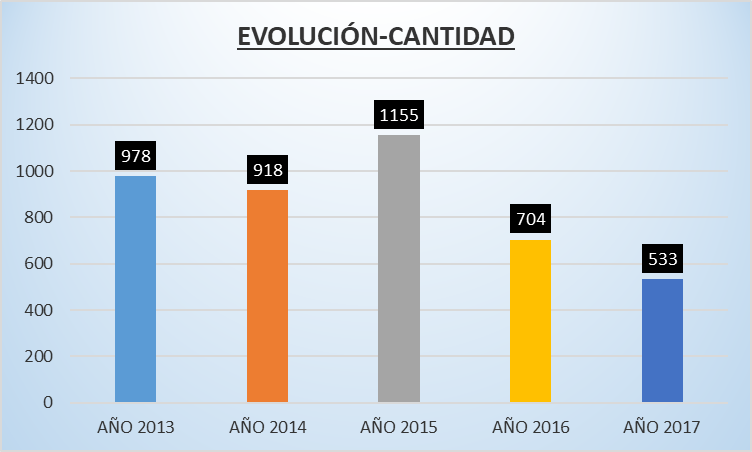 EVOLUCIÓN-CANTIDAD
1400
1200
1000
800
600
400
200
0
978
918
1155
704
533
AÑO 2013
AÑO 2014
AÑO 2015
AÑO 2016
AÑO 2017